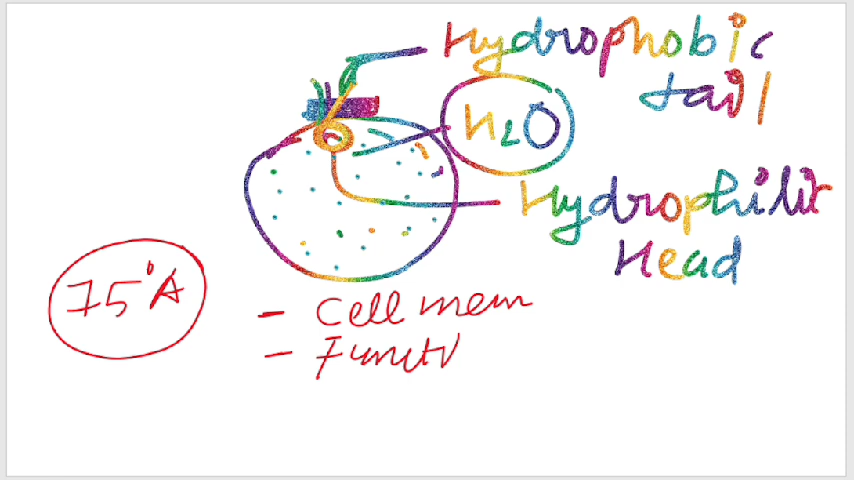 Hydrophobic
tail
H2O
Hydrophilic
Head
75°A
- Cell mem
- Functi